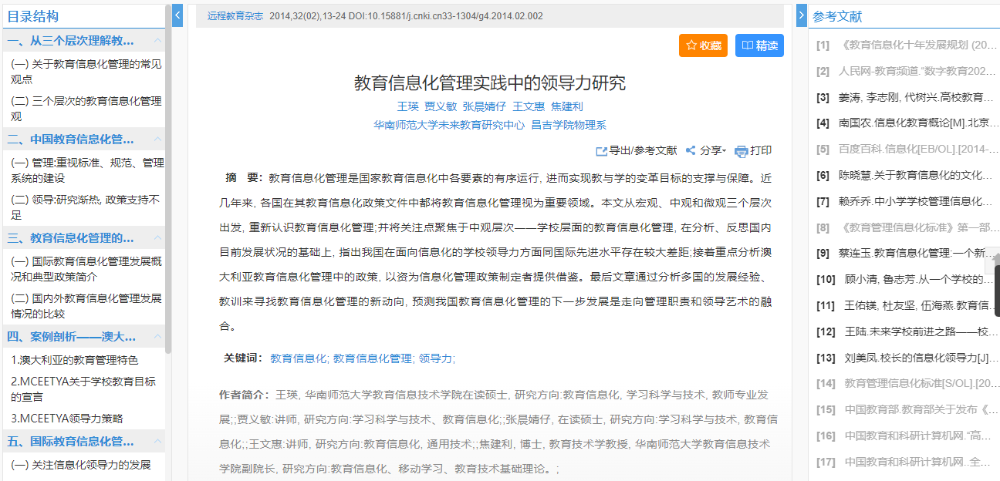 目录结构
一、从三个层次理解教...
(一) 关于教育信息化管理的常见
观点
(二) 三个层次的教育信息化管理
观
二、中国教育信息化管...
(一) 管理:重视标准、规范、管理
系统的建设
(二) 领导:研究渐热, 政策支持不
足
三、教育信息化管理的...
(一) 国际教育信息化管理发展概
况和典型政策简介
(二) 国内外教育信息化管理发展
情况的比较
四、案例剖析——澳大...
1.澳大利亚的教育管理特色
2.MCEETYA关于学校教育目标
的宣言
3.MCEETYA领导力策略
五、国际教育信息化管...
(一) 关注信息化领导力的发展
远程教育杂志 2014,32(02),13-24 DOI:10.15881/j.cnki.cn33-1304/g4.2014.02.002
收藏 精读
教育信息化管理实践中的领导力研究
王瑛 贾义敏 张晨婧仔 王文惠 焦建利
华南师范大学未来教育研究中心 昌吉学院物理系
导出/参考文献 分享 打印
摘 要：教育信息化管理是国家教育信息化中各要素的有序运行, 进而实现教与学的变革目标的支撑与保障。近
几年来, 各国在其教育信息化政策文件中都将教育信息化管理视为重要领域。本文从宏观、中观和微观三个层次
出发, 重新认识教育信息化管理;并将关注点聚焦于中观层次——学校层面的教育信息化管理, 在分析、反思国内
目前发展状况的基础上, 指出我国在面向信息化的学校领导力方面同国际先进水平存在较大差距;接着重点分析澳
大利亚教育信息化管理中的政策, 以资为信息化管理政策制定者提供借鉴。最后文章通过分析多国的发展经验、
教训来寻找教育信息化管理的新动向, 预测我国教育信息化管理的下一步发展是走向管理职责和领导艺术的融
合。
关键词： 教育信息化; 教育信息化管理; 领导力;
作者简介： 王瑛, 华南师范大学教育信息技术学院在读硕士, 研究方向:教育信息化, 学习科学与技术, 教师专业发
展;;贾义敏:讲师, 研究方向:学习科学与技术、教育信息化;;张晨婧仔, 在读硕士, 研究方向:学习科学与技术, 教育信
息化;;王文惠:讲师, 研究方向:教育信息化, 通用技术;;焦建利, 博士, 教育技术学教授, 华南师范大学教育信息技术
学院副院长, 研究方向:教育信息化、移动学习、教育技术基础理论。;
参考文献
[1] 《教育信息化十年发展规划 (20...
[2] 人民网-教育频道.“数字教育202...
[3] 姜涛, 李志刚, 代树兴.高校教育...
[4] 南国农.信息化教育概论[M].北京...
[5] 百度百科.信息化[EB/OL].[2014-...
[6] 陈晓慧.关于教育信息化的文化...
[7] 赖乔乔.中小学学校管理信息化...
[8] 《教育管理信息化标准》第一部...
[9] 蔡连玉.教育信息化管理:一个新...
[10] 顾小清, 鲁志芳.从一个学校的...
[11] 王佑镁, 杜友坚, 伍海燕.教育信...
[12] 王陆.未来学校前进之路——校...
[13] 刘美凤.校长的信息化领导力[J]...
[14] 教育管理信息化标准[S/OL].[20...
[15] 中国教育部.教育部关于发布《...
[16] 中国教育和科研计算机网.“高...
[17] 中国教育和科研计算机网..全...